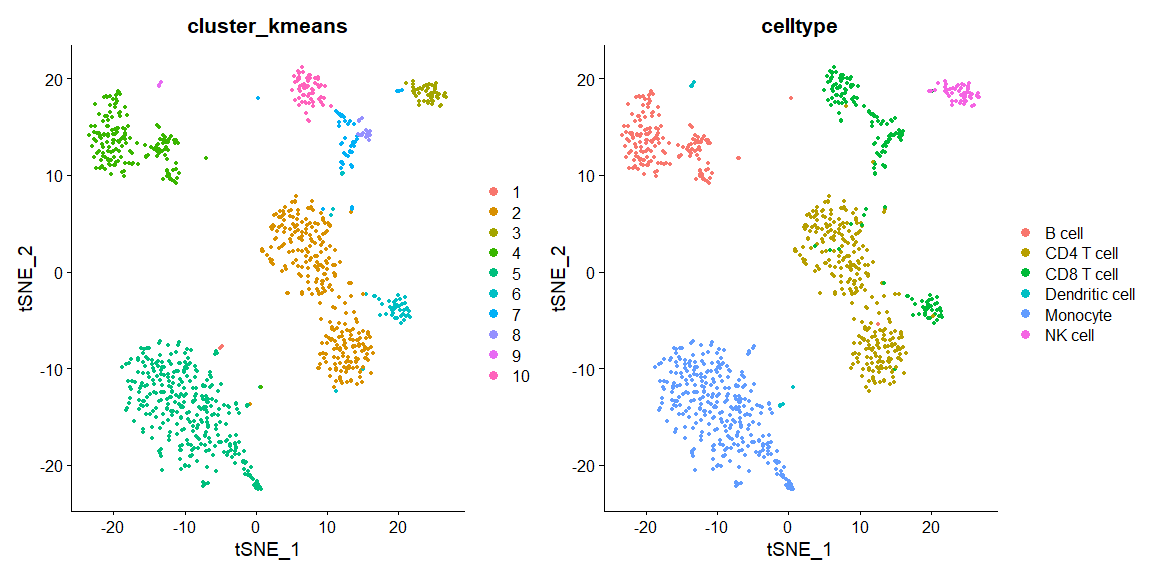 cluster_kmeans
20
10
0
-10
-20
tSNE_2
-20
-10
0
10
20
tSNE_1
1
2
3
4
5
6
7
8
9
10
celltype
20
10
0
-10
-20
tSNE_2
-20
-10
0
10
20
tSNE_1
B cell
CD4 T cell
CD8 T cell
Dendritic cell
Monocyte
NK cell